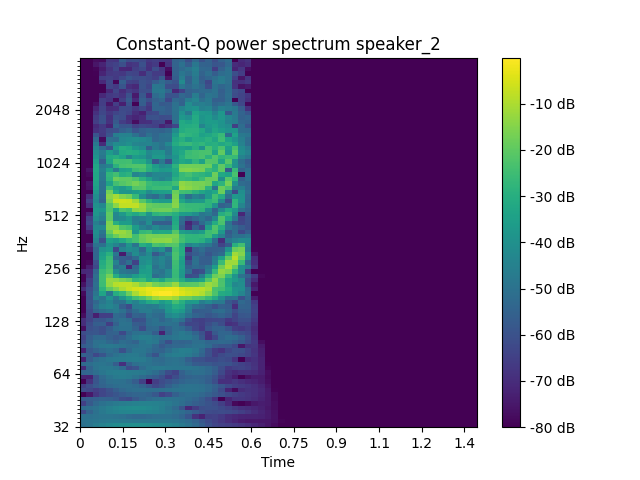 Constant-Q power spectrum speaker_2
Hz
2048
1024
512
256
128
64
32
0 0.15 0.3 0.45 0.6 0.75 0.9 1.1 1.2 1.4
Time
-10 dB
-20 dB
-30 dB
-40 dB
-50 dB
-60 dB
-70 dB
-80 dB